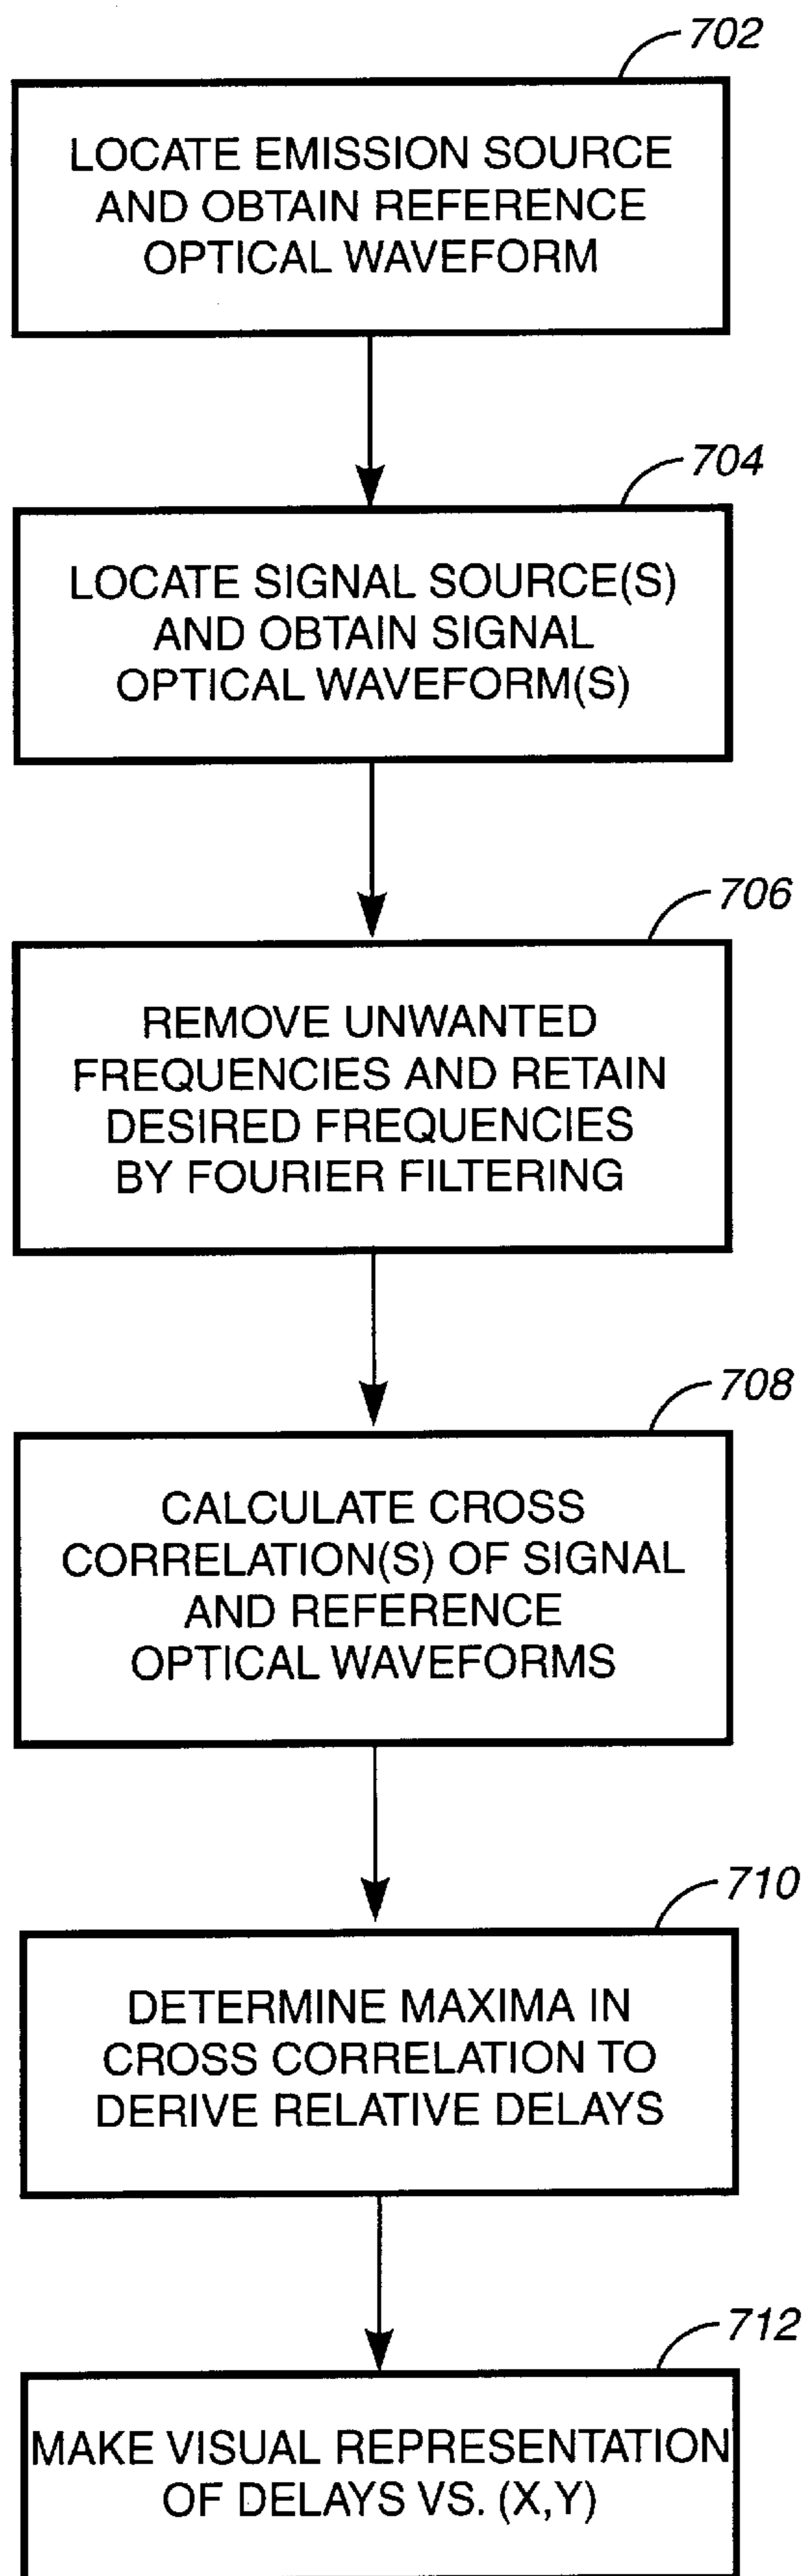 702
LOCATE EMISSION SOURCE
AND OBTAIN REFERENCE
OPTICAL WAVEFORM
704
LOCATE SIGNAL SOURCE(S)
AND OBTAIN SIGNAL
OPTICAL WAVEFORM(S)
706
REMOVE UNWANTED
FREQUENCIES AND RETAIN
DESIRED FREQUENCIES
BY FOURIER FILTERING
708
CALCULATE CROSS
CORRELATION(S) OF SIGNAL
AND REFERENCE
OPTICAL WAVEFORMS
710
DETERMINE MAXIMA IN
CROSS CORRELATION TO
DERIVE RELATIVE DELAYS
712
MAKE VISUAL REPRESENTATION
OF DELAYS VS. (X,Y)